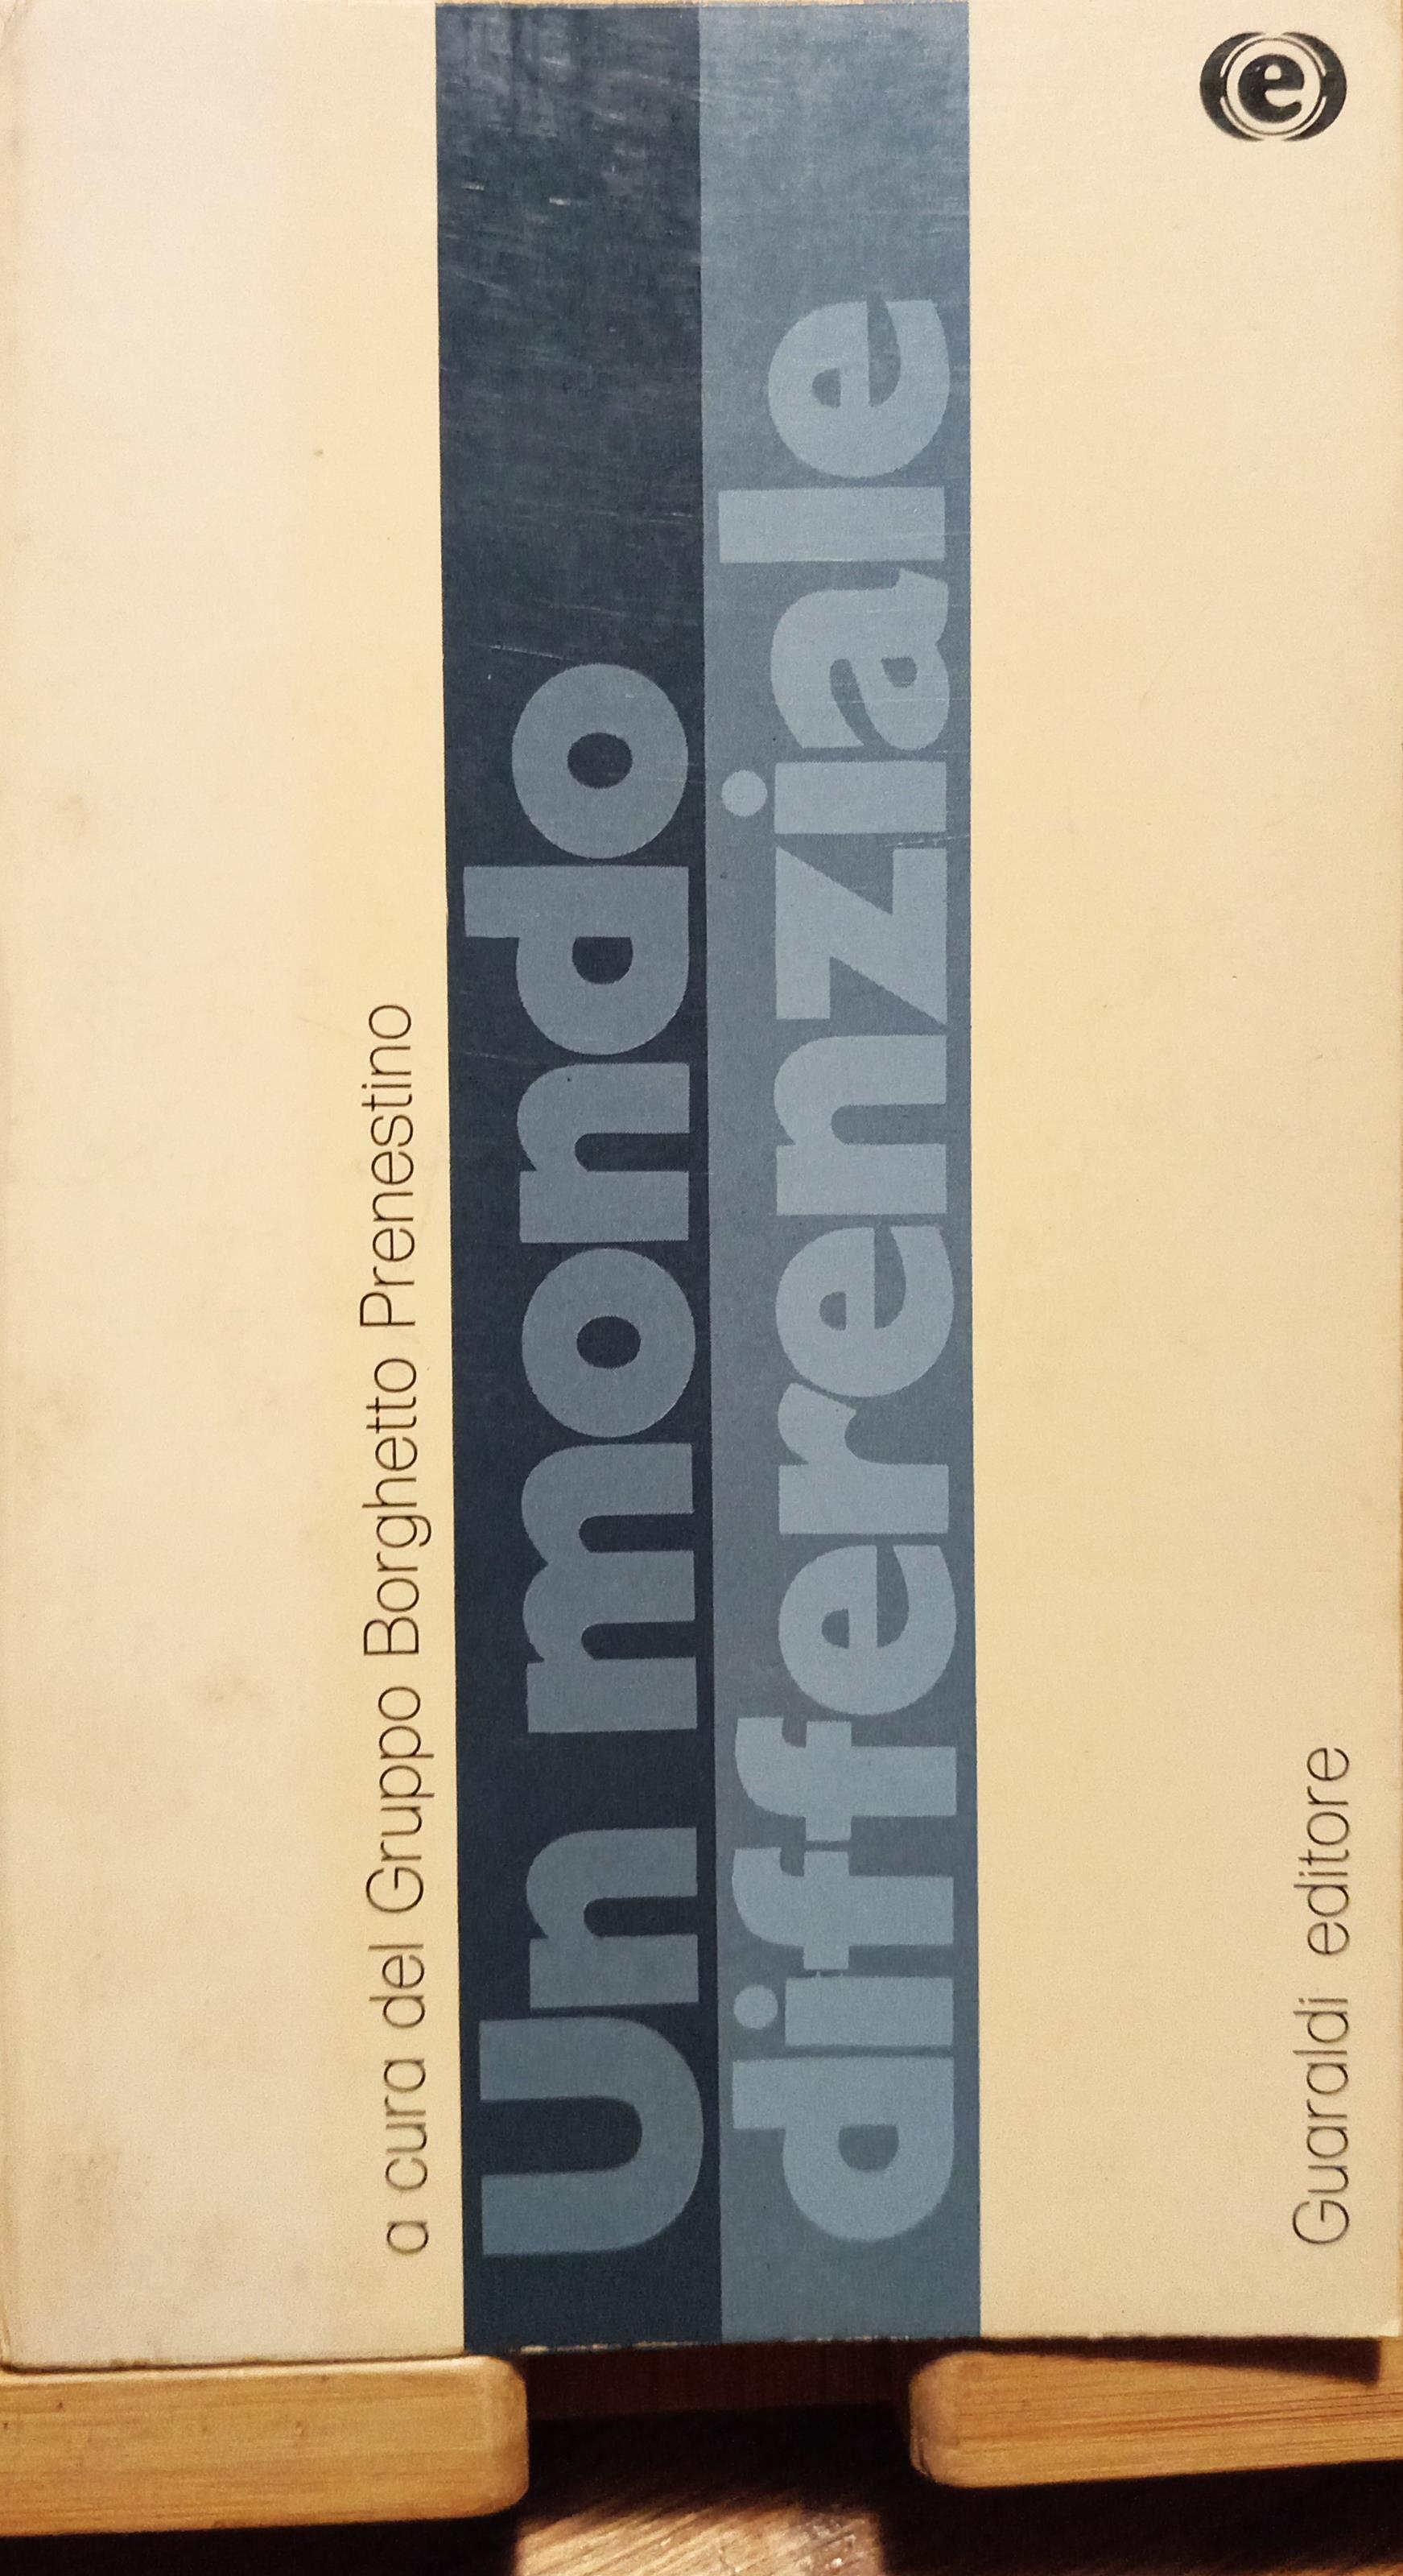 a cura del Gruppo Borghetto Prenestino
Un mondo
differenziale
Guaraldi editore
e